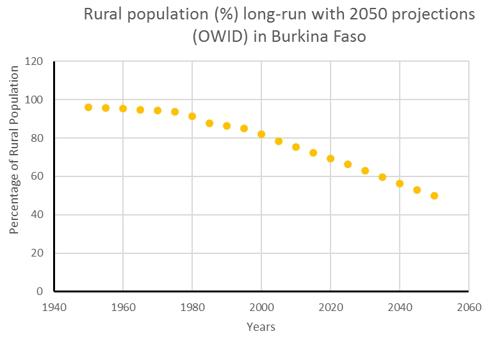 Rural population (%) long-run with 2050 projections
(OWID) in Burkina Faso
120
100
80
60
40
20
0
Percentage of Rural Population
1940 1960 1980 2000 2020 2040 2060
Years